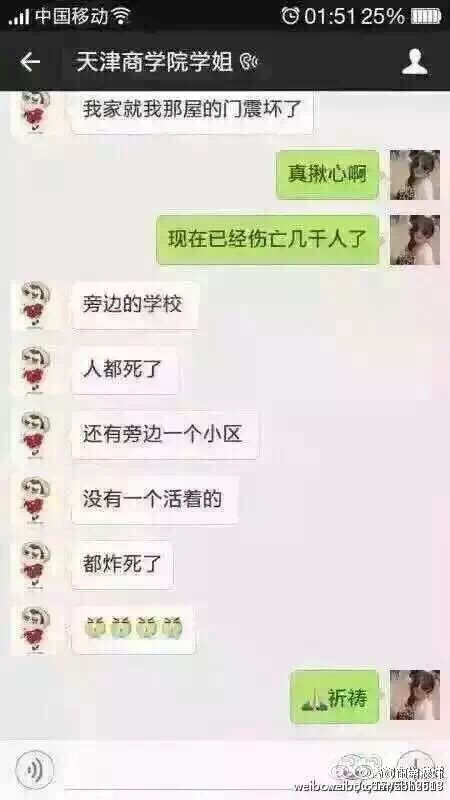 中国移动
01:51 25%
天津商学院学姐
我家就我那屋的门震坏了
真揪心啊
现在已经伤亡几千人了
旁边的学校
人都死了
还有旁边一个小区
没有一个活着的
都炸死了
祈祷